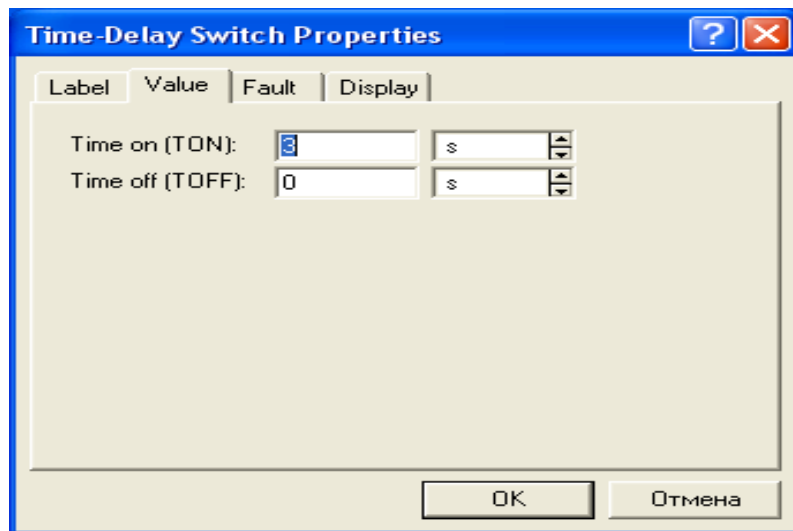 Time-Delay Switch Properties
Label Value Fault Display
Time on (TON): 3 s
Time off (TOFF): 0 s
OK Отмена